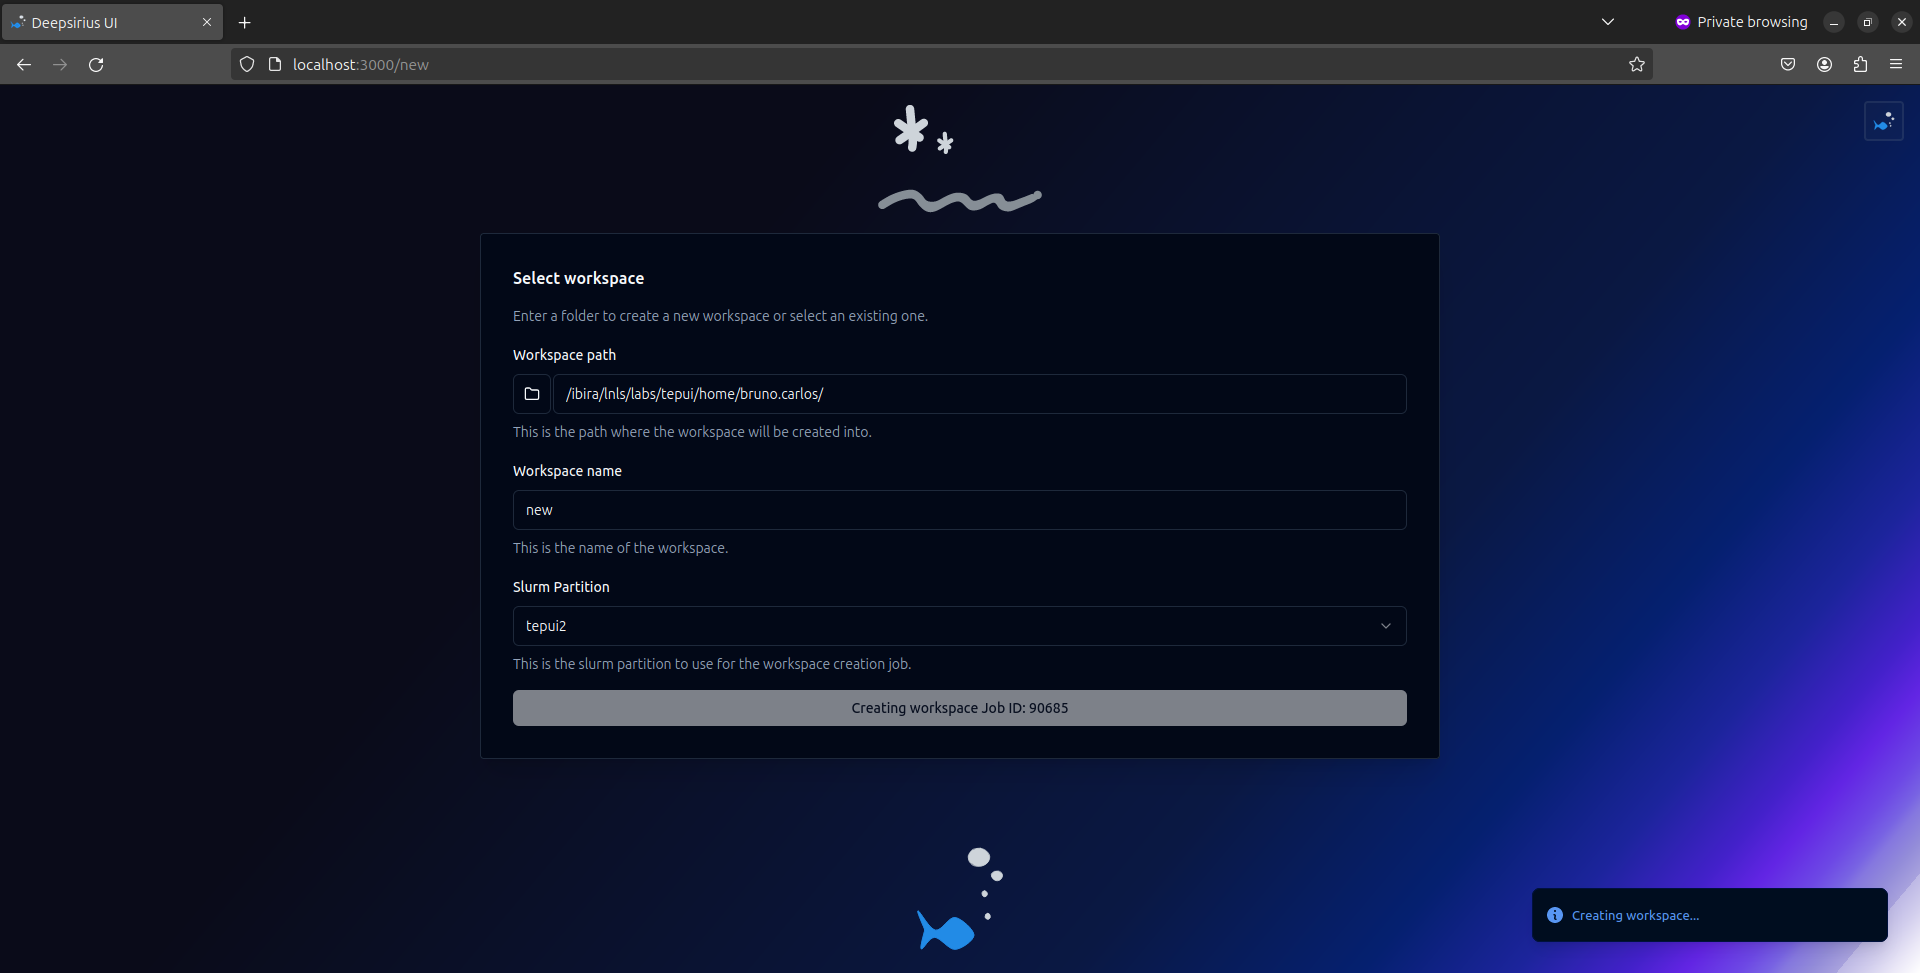 Deepsirius UI
Private browsing
localhost:3000/new
Select workspace
Enter a folder to create a new workspace or select an existing one.
Workspace path
/ibira/lnls/labs/tepui/home/bruno.carlos/
This is the path where the workspace will be created into.
Workspace name
new
This is the name of the workspace.
Slurm Partition
tepui2
This is the slurm partition to use for the workspace creation job.
Creating workspace Job ID: 90685
Creating workspace...